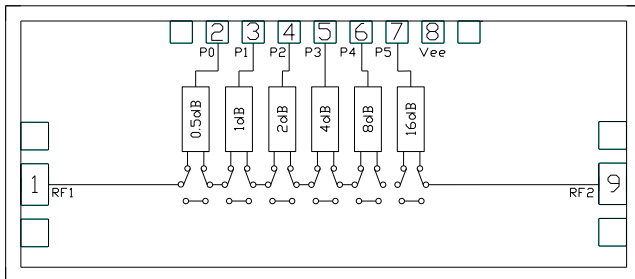 2 3 4 5 6 7 8
P0 P1 P2 P3 P4 P5 Vee
0.5dB 1dB 2dB 4dB 8dB 16dB
1 9
RF1 RF2